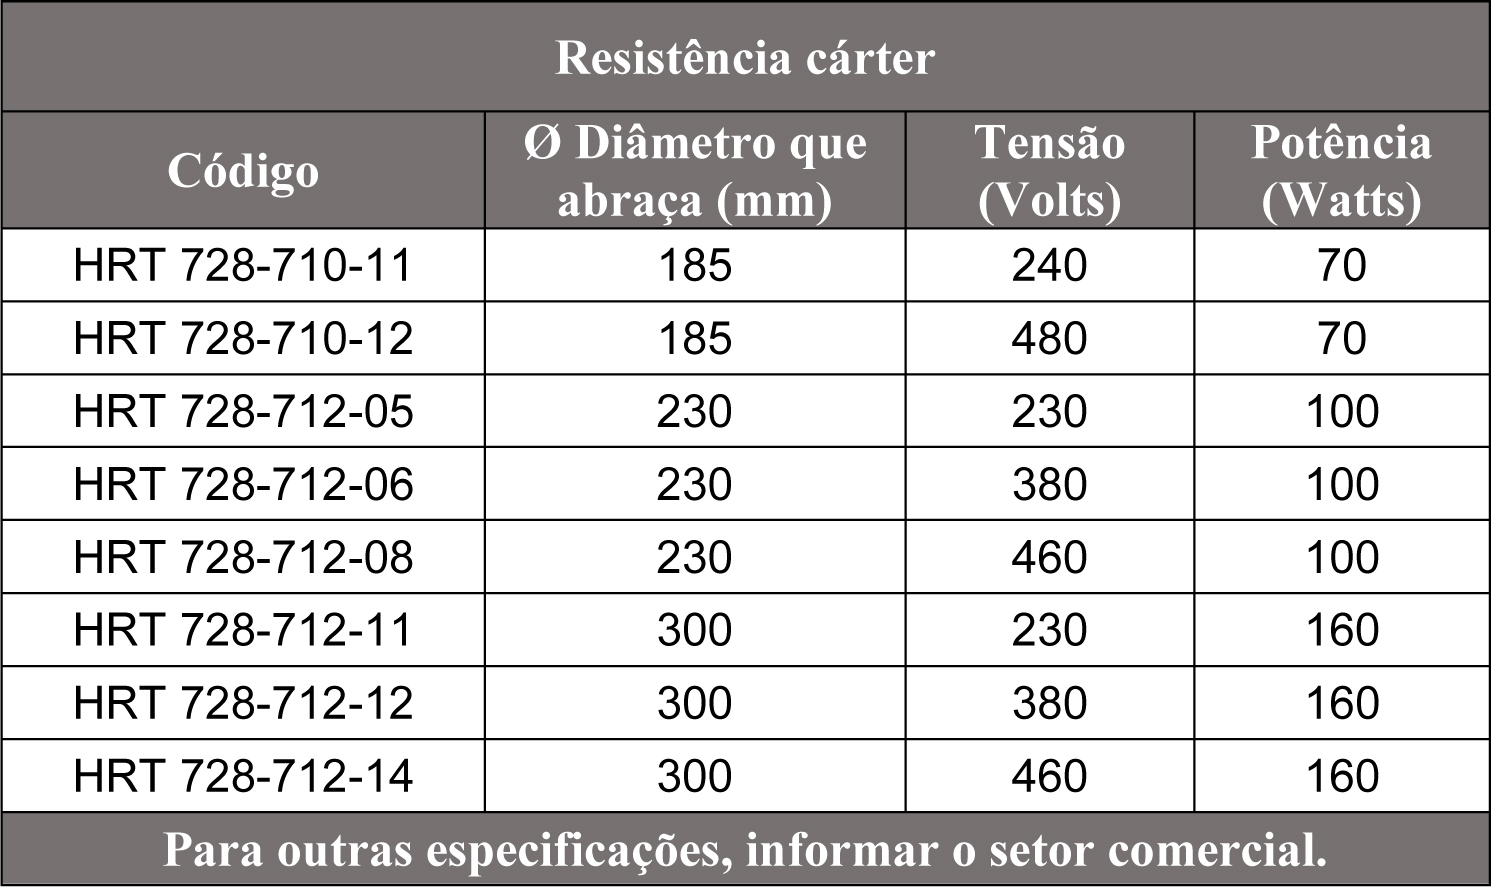 Resistência cárter
Código Ø Diâmetro que abraça (mm) Tensão (Volts) Potência (Watts)
HRT 728-710-11 185 240 70
HRT 728-710-12 185 480 70
HRT 728-712-05 230 230 100
HRT 728-712-06 230 380 100
HRT 728-712-08 230 460 100
HRT 728-712-11 300 230 160
HRT 728-712-12 300 380 160
HRT 728-712-14 300 460 160
Para outras especificações, informar o setor comercial.